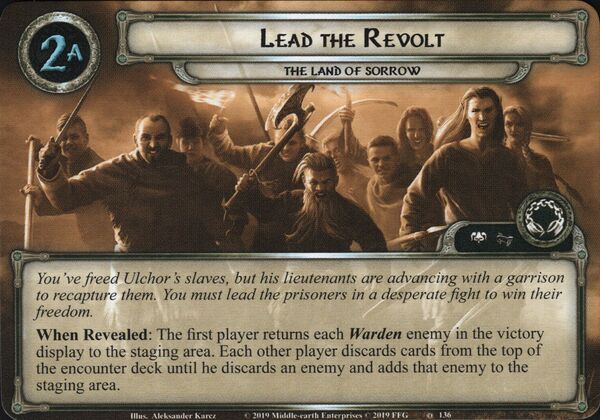 2A
LEAD THE REVOLT
THE LAND OF SORROW
You've freed Ulchor's slaves, but his lieutenants are advancing with a garrison
to recapture them. You must lead the prisoners in a desperate fight to win their
freedom.
When Revealed: The first player returns each Warden enemy in the victory
display to the staging area. Each other player discards cards from the top of
the encounter deck until he discards an enemy and adds that enemy to the
staging area.
Illus. Aleksander Karcz © 2019 Middle-earth Enterprises © 2019 FFG 136